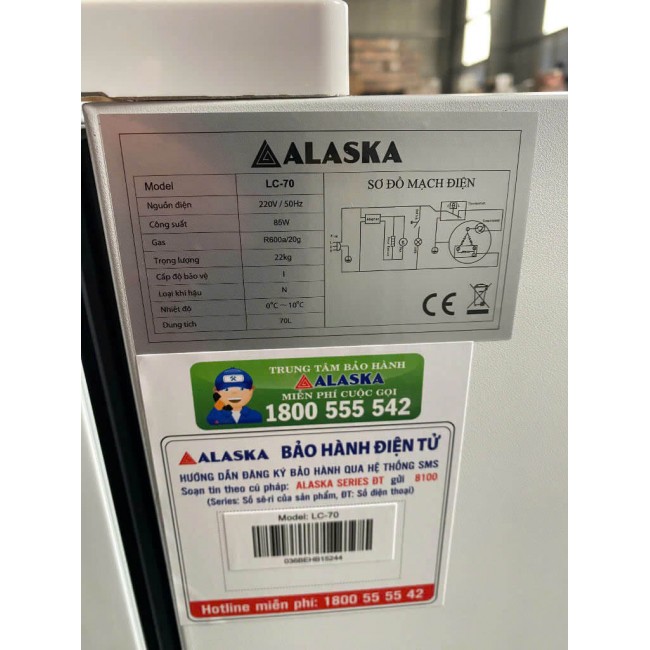 ALASKA
Model LC-70
Nguồn điện 220V / 50Hz
Công suất 85W
Gas R600a/20g
Trọng lượng 22kg
Cấp độ bảo vệ I
Loại khí hậu N
Nhiệt độ 0°C ~ 10°C
Dung tích 70L
SƠ ĐỒ MẠCH ĐIỆN
CE
TRUNG TÂM BẢO HÀNH
ALASKA
MIỄN PHÍ CUỘC GỌI
1800 555 542
ALASKA BẢO HÀNH ĐIỆN TỬ
HƯỚNG DẪN ĐĂNG KÝ BẢO HÀNH QUA HỆ THỐNG SMS
Soạn tin theo cú pháp: ALASKA SERIES ĐT gửi 8100
(Series: Số sê-ri của sản phẩm, ĐT: Số điện thoại)
Model: LC-70
036BEHB15244
Hotline miễn phí: 1800 55 55 42